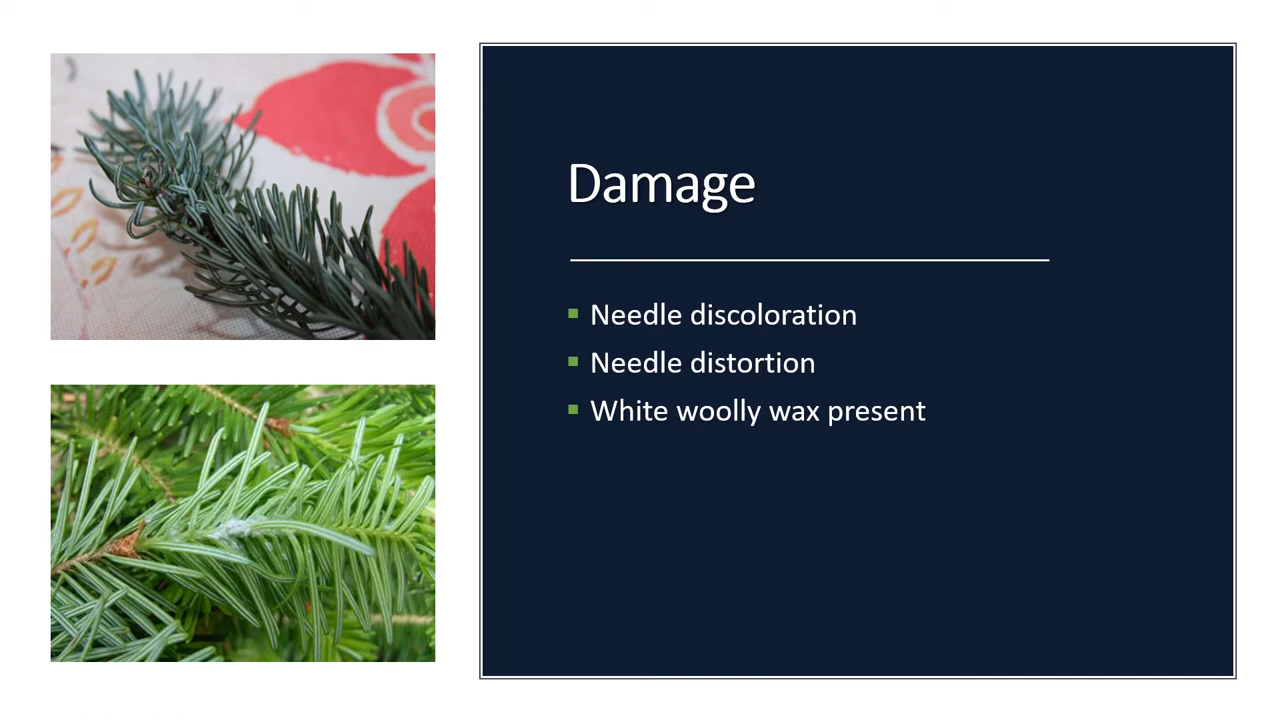 Damage
Needle discoloration
Needle distortion
White woolly wax present